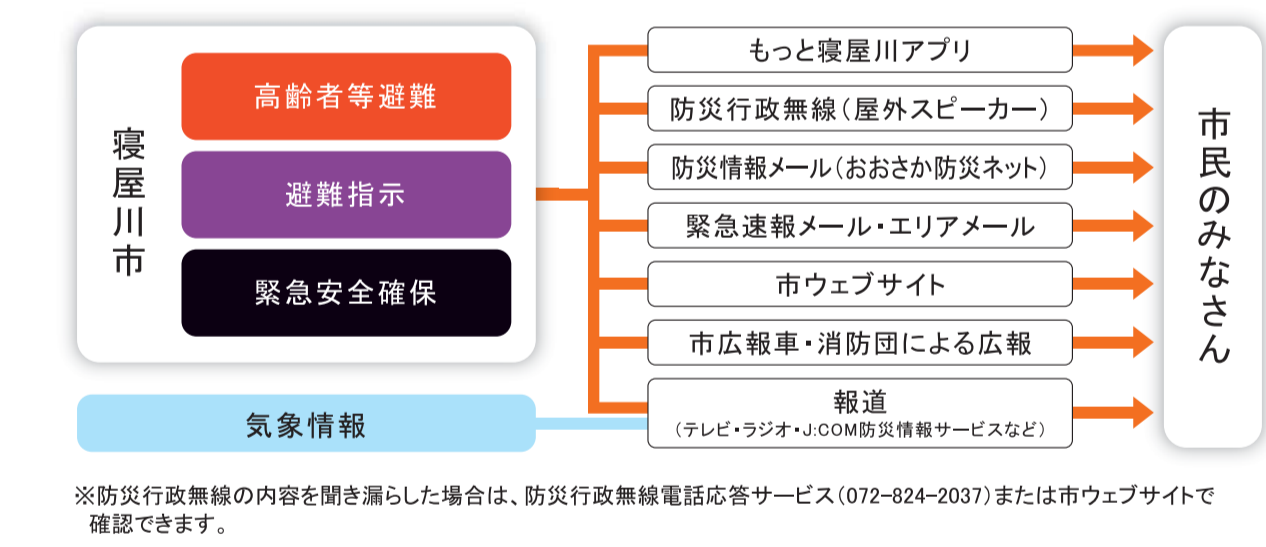 寝屋川市
高齢者等避難
避難指示
緊急安全確保
気象情報
もっと寝屋川アプリ
防災行政無線（屋外スピーカー）
防災情報メール（おおさか防災ネット）
緊急速報メール・エリアメール
市ウェブサイト
市広報車・消防団による広報
報道
（テレビ・ラジオ・J:COM防災情報サービスなど）
市民のみなさん
※防災行政無線の内容を聞き漏らした場合は、防災行政無線電話応答サービス（072−824−2037）または市ウェブサイトで
確認できます。